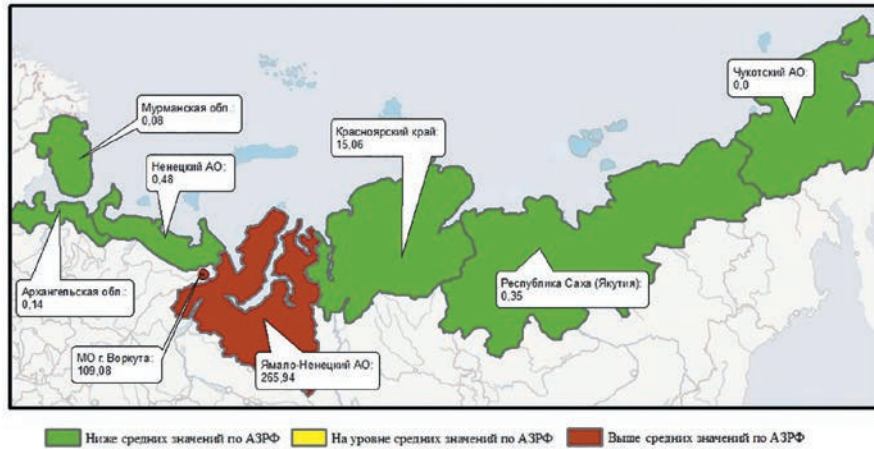 Мурманская обл.:
0,08
Ненецкий АО:
0,48
Красноярский край:
15,06
Чукотский АО:
0,0
Архангельская обл.:
0,14
Республика Саха (Якутия):
0,35
МО г. Воркута:
109,08
Ямало-Ненецкий АО:
265,94
Ниже средних значений по АЗРФ
На уровне средних значений по АЗРФ
Выше средних значений по АЗРФ